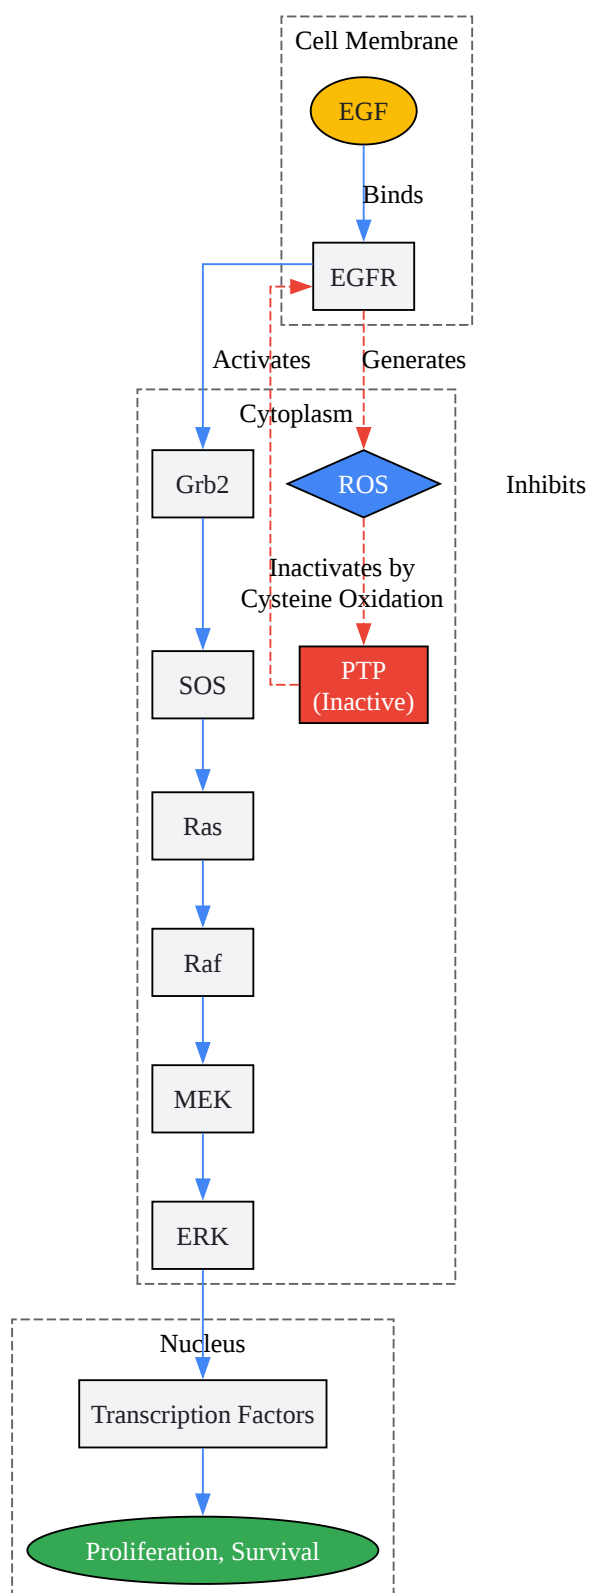 Cell Membrane
EGF
Binds
EGFR
Activates
Generates
Cytoplasm
Grb2
ROS
Inhibits
Inactivates by
Cysteine Oxidation
SOS
PTP
(Inactive)
Ras
Raf
MEK
ERK
Nucleus
Transcription Factors
Proliferation, Survival